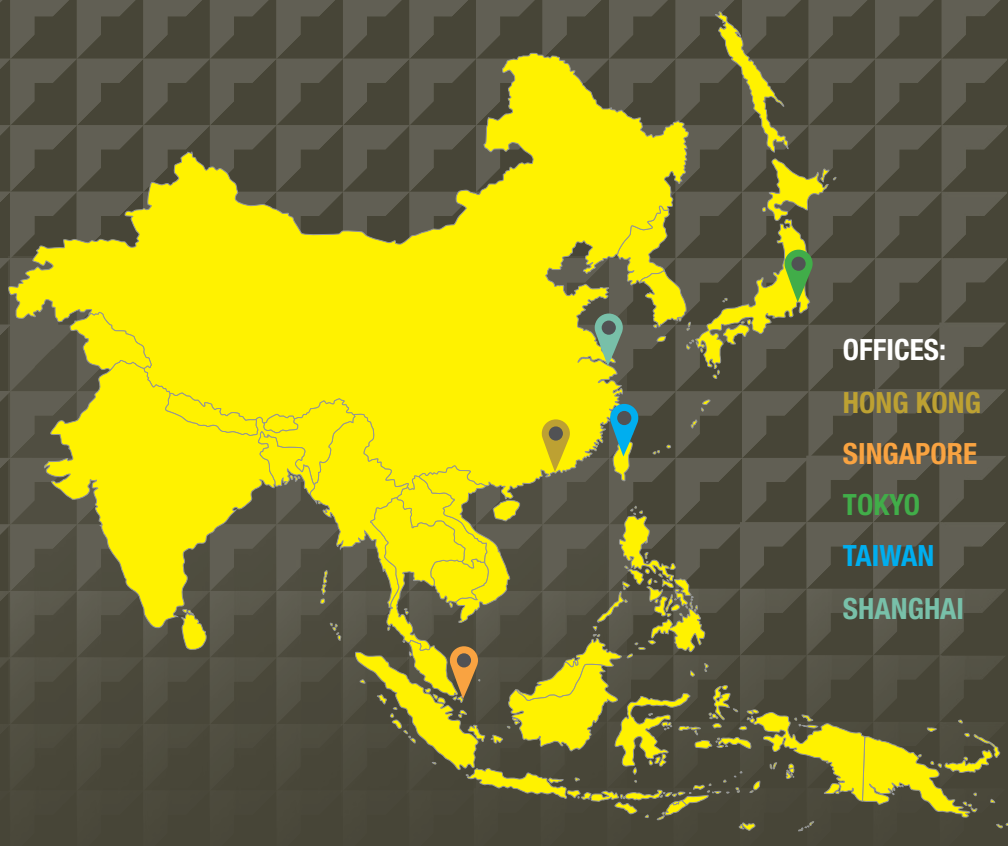 OFFICES:
HONG KONG
SINGAPORE
TOKYO
TAIWAN
SHANGHAI